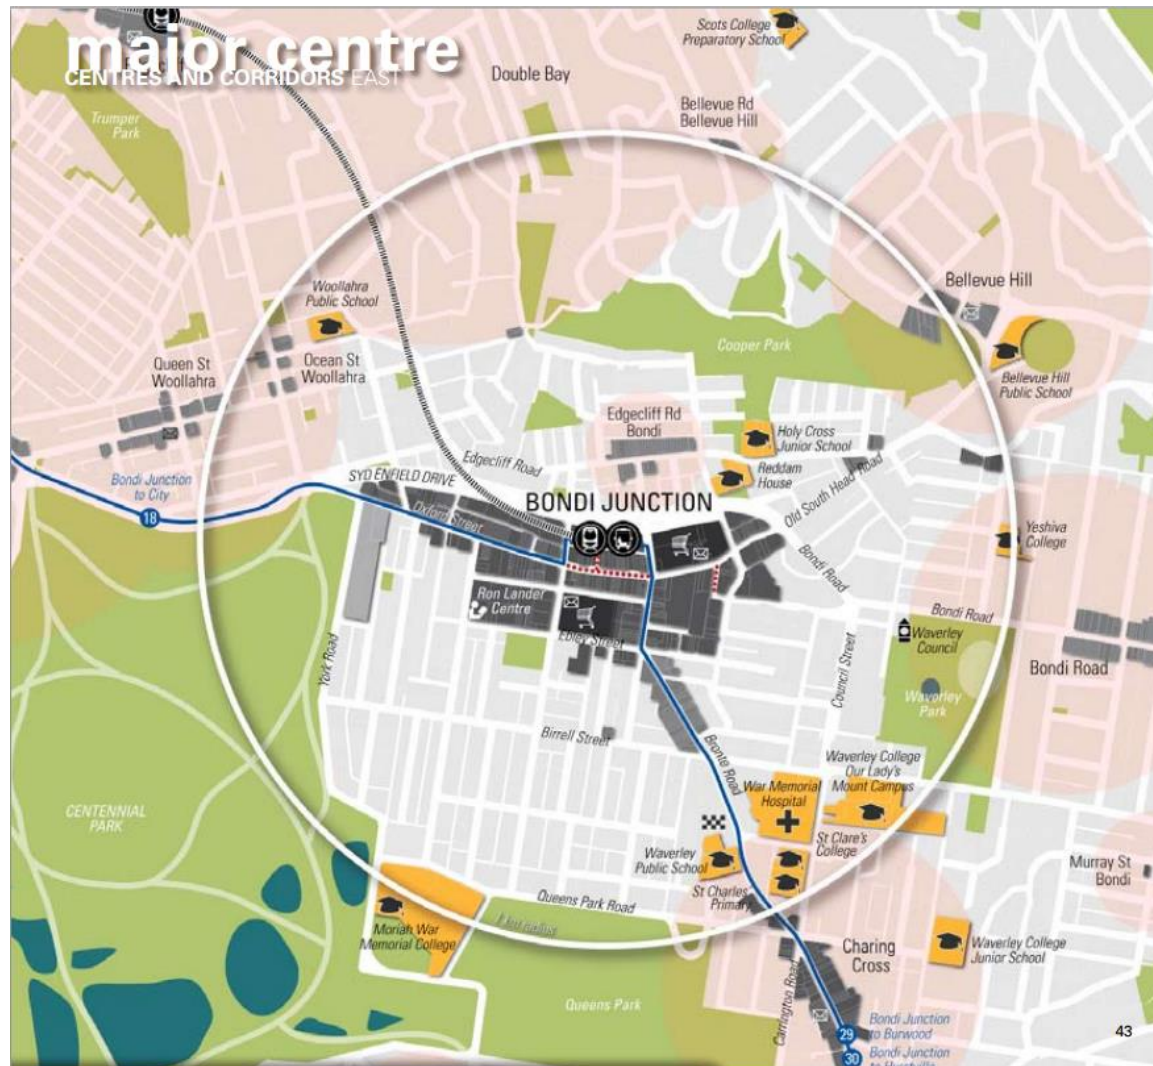 major centre
CENTRES AND CORRIDORS EAST
Scots College
Preparatory School
Double Bay
Trumper
Park
Bellevue Rd
Bellevue Hill
Bellevue Hill
Woollahra
Public School
Cooper Park
Queen St
Woollahra
Ocean St
Woollahra
Bellevue Hill
Public School
Edgecliff Rd
Bondi
Holy Cross
Junior School
Edgecliff Road
Reddam
House
Old South Head Road
Bondi Junction
to City
18
SYD ENFIELD DRIVE
Oxford Street
BONDI JUNCTION
Yeshiva
College
Bondi Road
Ron Lander
Centre
Bondi Road
Ebley Street
Waverley
Council
York Road
Council Street
Bondi Road
Waverley
Park
Birrell Street
Bronte Road
Waverley College
Our Lady's
Mount Campus
War Memorial
Hospital
CENTENNIAL
PARK
St Clare's
College
Waverley
Public School
Murray St
Bondi
St Charles
Primary
Queens Park Road
Moriah War
Memorial College
1 km radius
Charing
Cross
Waverley College
Junior School
Carrington Road
Queens Park
Bondi Junction
to Burwood
29
43
Bondi Junction
30